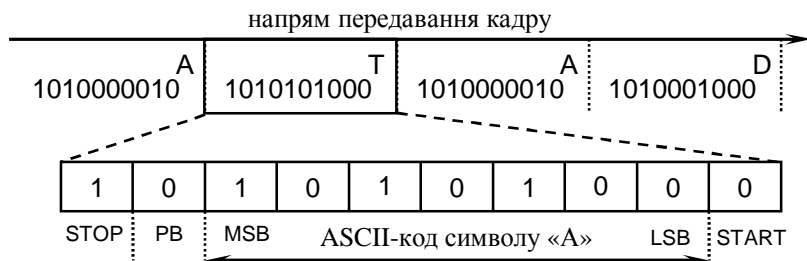 напрям передавання кадру
A T A D
1010000010 1010101000 1010000010 1010001000
1 0 1 0 1 0 1 0 0 0
STOP PB MSB ASCII-код символу «А» LSB START